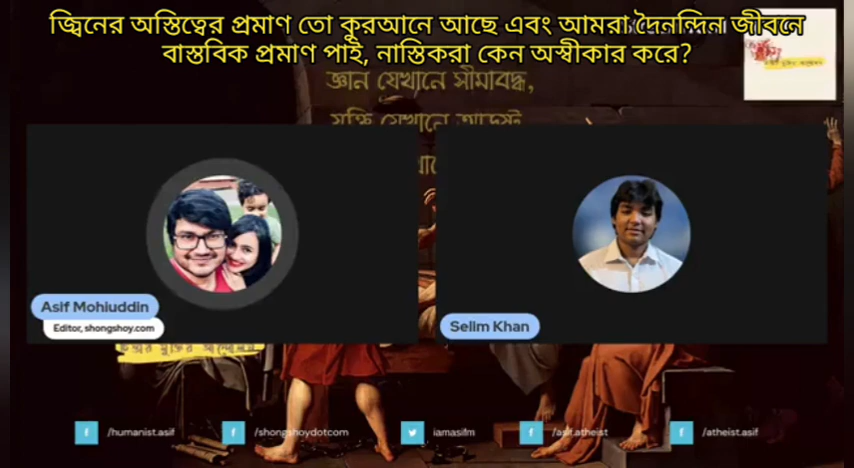 জ্বিনের অস্তিত্বের প্রমাণ তো কুরআনে আছে এবং আমরা দৈনন্দিন জীবনে
বাস্তবিক প্রমাণ পাই, নাস্তিকরা কেন অস্বীকার করে?
জ্ঞান যেখানে সীমাবদ্ধ,
যুক্তি যেখানে আড়ষ্ট
Asif Mohiuddin
Editor, shongshoy.com
Selim Khan
/humanist.asif
/shongshoydotcom
iamasifm
/asif.atheist
/atheist.asif